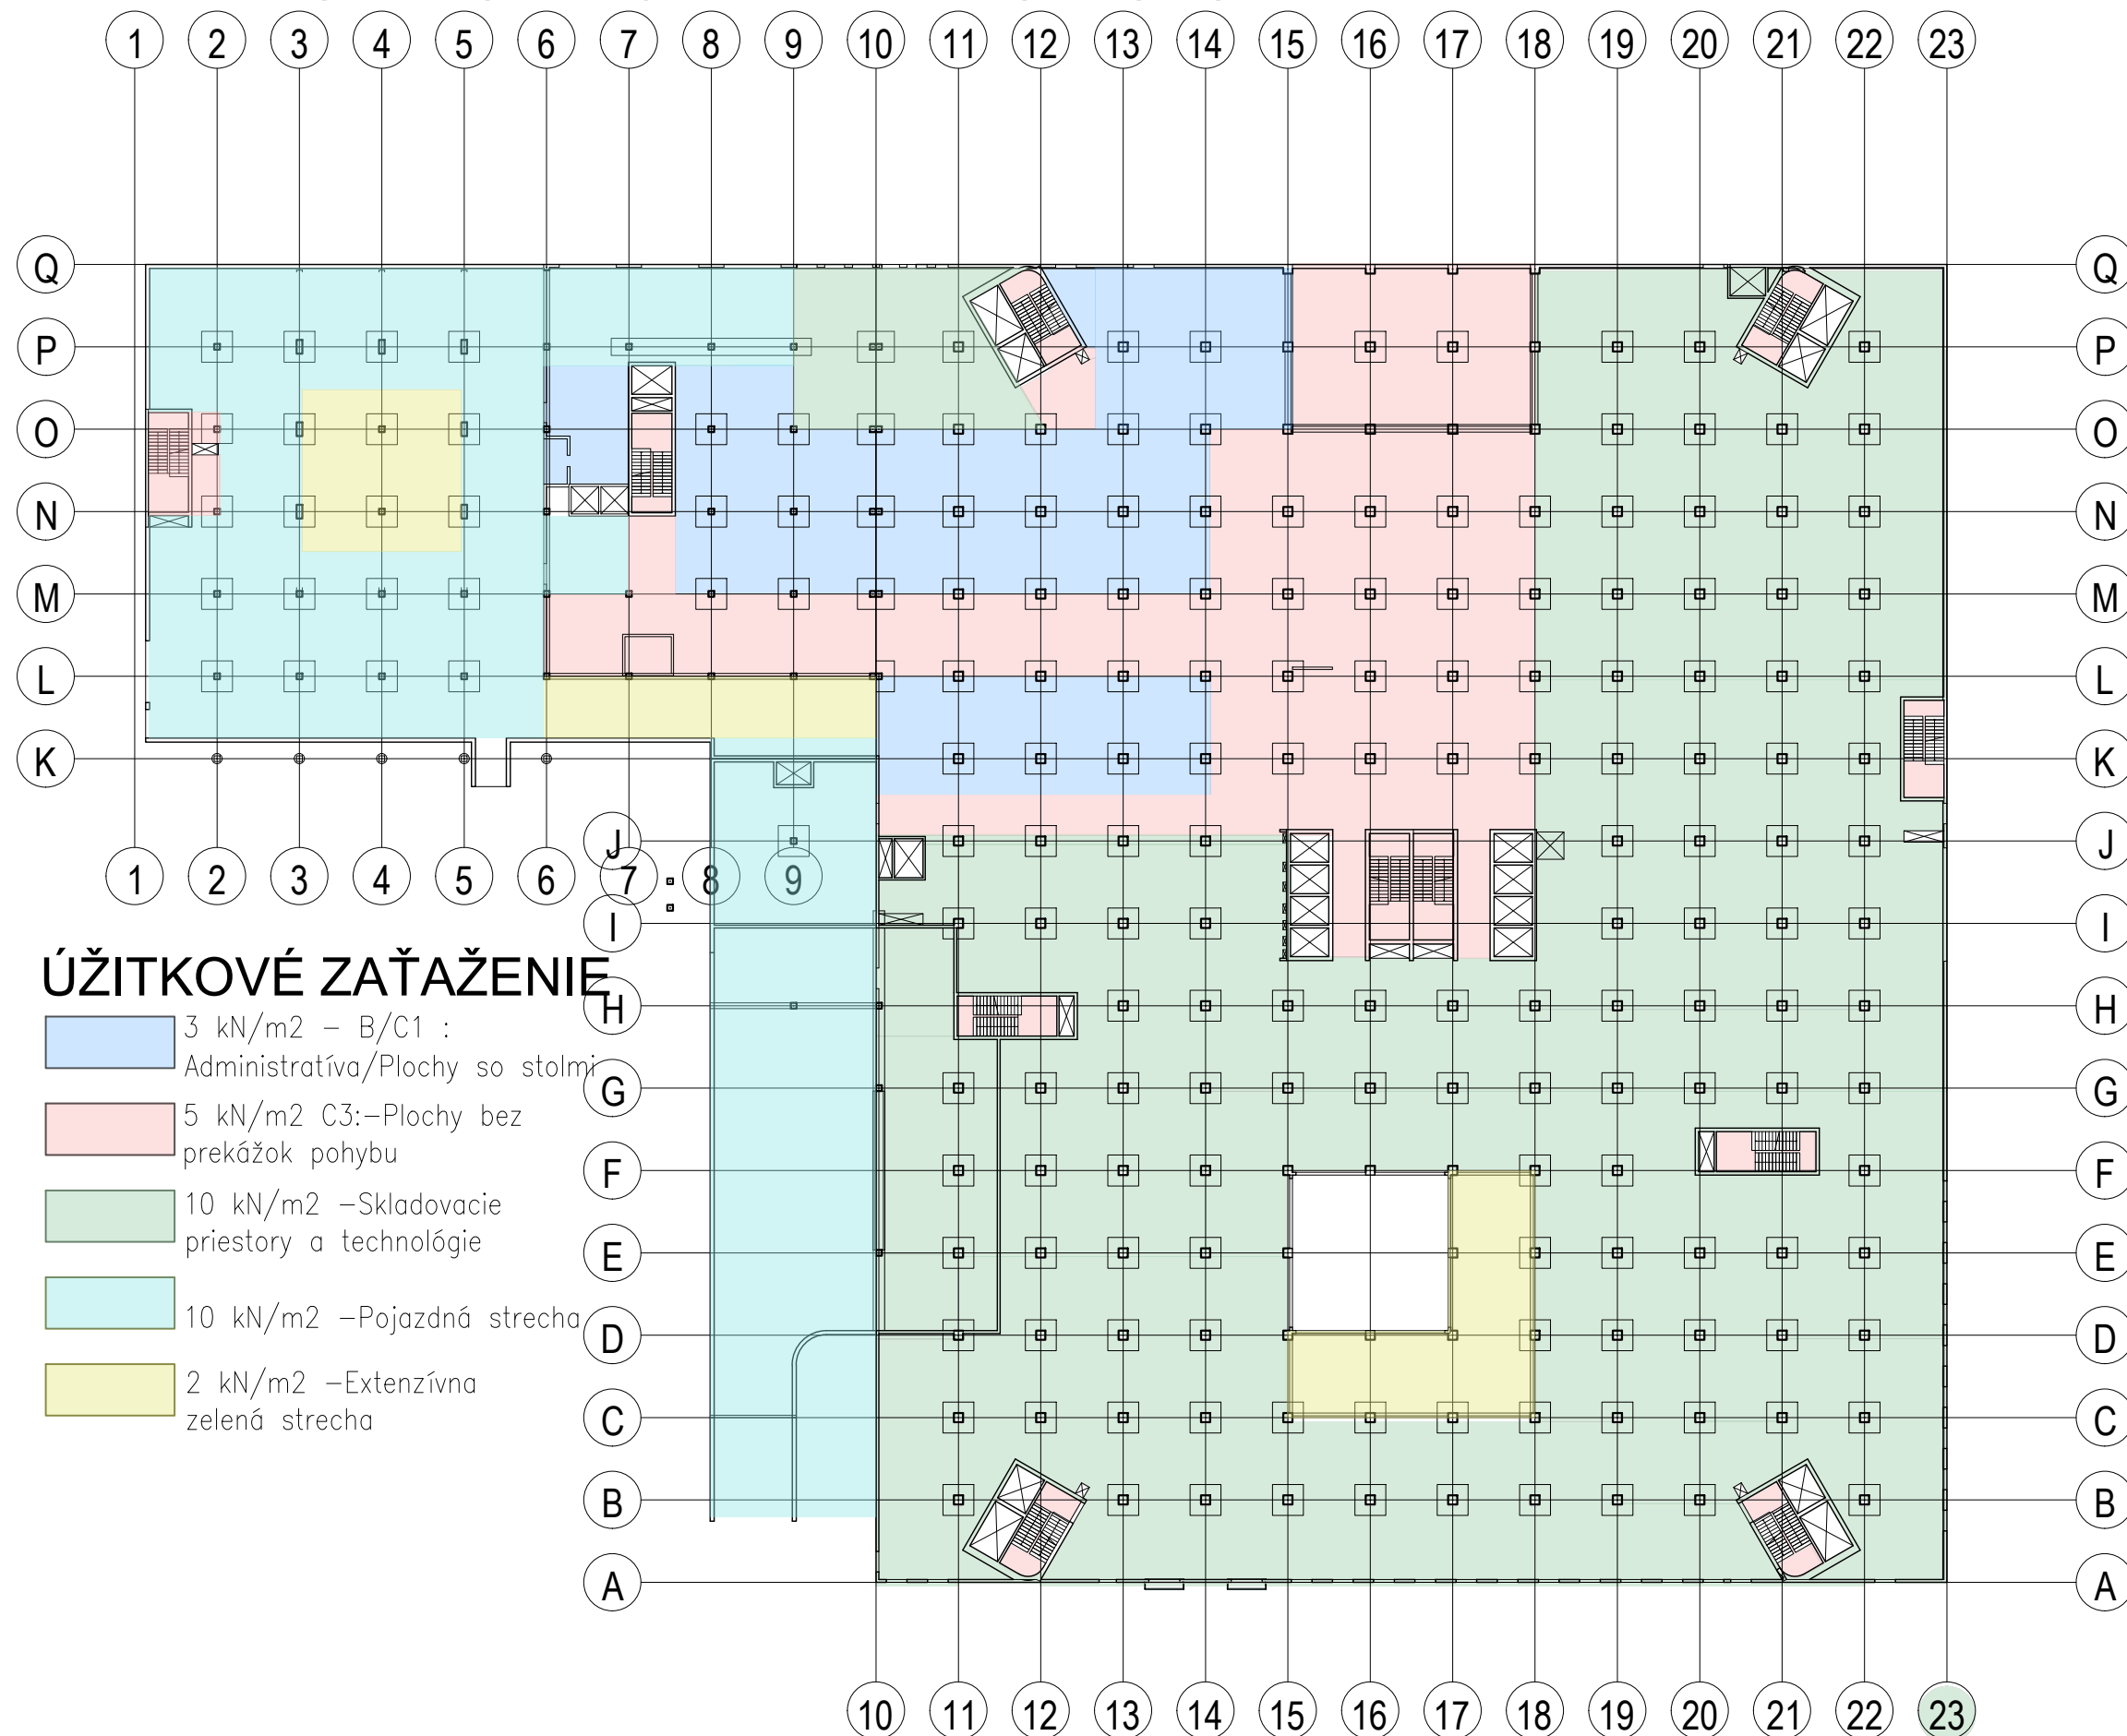 1 2 3 4 5 6 7 8 9 10 11 12 13 14 15 16 17 18 19 20 21 22 23
Q Q
P P
O O
N N
M M
L L
K K
J J
1 2 3 4 5 6 7 8 9
I I
ÚŽITKOVÉ ZAŤAŽENIE
H H
3 kN/m2 – B/C1 :
Administratíva/Plochy so stolmi
G G
5 kN/m2 C3:–Plochy bez
prekážok pohybu
F F
10 kN/m2 –Skladovacie
priestory a technológie
E E
10 kN/m2 –Pojazdná strecha
D D
2 kN/m2 –Extenzívna
zelená strecha
C C
B B
A A
10 11 12 13 14 15 16 17 18 19 20 21 22 23